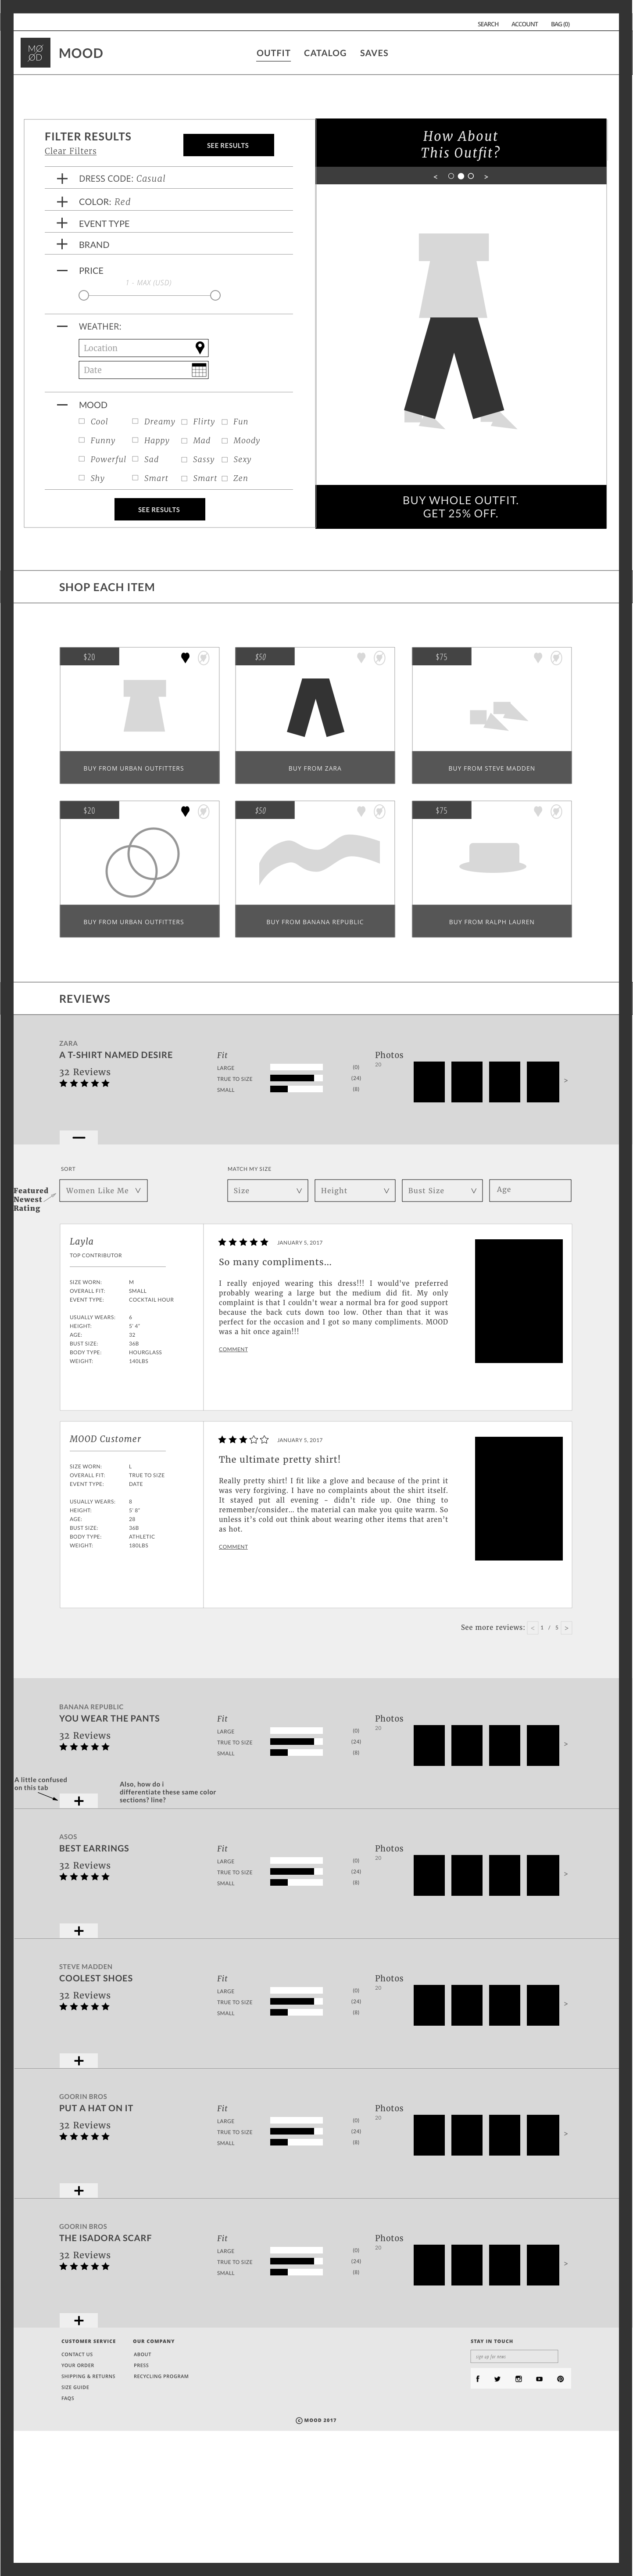 SEARCH ACCOUNT BAG (0)
MØ
ØD
MOOD
OUTFIT CATALOG SAVES
FILTER RESULTS
Clear Filters
SEE RESULTS
DRESS CODE: Casual
COLOR: Red
EVENT TYPE
BRAND
PRICE
1 - MAX (USD)
WEATHER:
Location
Date
MOOD
Cool Dreamy Flirty Fun
Funny Happy Mad Moody
Powerful Sad Sassy Sexy
Shy Smart Smart Zen
SEE RESULTS
How About
This Outfit?
< >
BUY WHOLE OUTFIT.
GET 25% OFF.
SHOP EACH ITEM
$20 $50 $75
BUY FROM URBAN OUTFITTERS BUY FROM ZARA BUY FROM STEVE MADDEN
$20 $50 $75
BUY FROM URBAN OUTFITTERS BUY FROM BANANA REPUBLIC BUY FROM RALPH LAUREN
REVIEWS
ZARA
A T-SHIRT NAMED DESIRE
32 Reviews
Fit
LARGE (0)
TRUE TO SIZE (24)
SMALL (8)
Photos
20
>
SORT
Women Like Me V
Featured
Newest
Rating
MATCH MY SIZE
Size V Height V Bust Size V Age
Layla
TOP CONTRIBUTOR
SIZE WORN: M
OVERALL FIT: SMALL
EVENT TYPE: COCKTAIL HOUR
USUALLY WEARS: 6
HEIGHT: 5' 4"
AGE: 32
BUST SIZE: 36B
BODY TYPE: HOURGLASS
WEIGHT: 140LBS
JANUARY 5, 2017
So many compliments...
I really enjoyed wearing this dress!!! I would've preferred
probably wearing a large but the medium did fit. My only
complaint is that I couldn't wear a normal bra for good support
because the back cuts down too low. Other than that it was
perfect for the occasion and I got so many compliments. MOOD
was a hit once again!!!
COMMENT
MOOD Customer
SIZE WORN: L
OVERALL FIT: TRUE TO SIZE
EVENT TYPE: DATE
USUALLY WEARS: 8
HEIGHT: 5' 8"
AGE: 28
BUST SIZE: 36B
BODY TYPE: ATHLETIC
WEIGHT: 180LBS
JANUARY 5, 2017
The ultimate pretty shirt!
Really pretty shirt! I fit like a glove and because of the print it
was very forgiving. I have no complaints about the shirt itself.
It stayed put all evening - didn't ride up. One thing to
remember/consider... the material can make you quite warm. So
unless it's cold out think about wearing other items that aren't
as hot.
COMMENT
See more reviews: < 1 / 5 >
BANANA REPUBLIC
YOU WEAR THE PANTS
32 Reviews
Fit
LARGE (0)
TRUE TO SIZE (24)
SMALL (8)
Photos
20
>
A little confused
on this tab
Also, how do i
differentiate these same color
sections? line?
ASOS
BEST EARRINGS
32 Reviews
Fit
LARGE (0)
TRUE TO SIZE (24)
SMALL (8)
Photos
20
>
STEVE MADDEN
COOLEST SHOES
32 Reviews
Fit
LARGE (0)
TRUE TO SIZE (24)
SMALL (8)
Photos
20
>
GOORIN BROS
PUT A HAT ON IT
32 Reviews
Fit
LARGE (0)
TRUE TO SIZE (24)
SMALL (8)
Photos
20
>
GOORIN BROS
THE ISADORA SCARF
32 Reviews
Fit
LARGE (0)
TRUE TO SIZE (24)
SMALL (8)
Photos
20
>
CUSTOMER SERVICE
CONTACT US
YOUR ORDER
SHIPPING & RETURNS
SIZE GUIDE
FAQS
OUR COMPANY
ABOUT
PRESS
RECYCLING PROGRAM
STAY IN TOUCH
sign up for news
© MOOD 2017